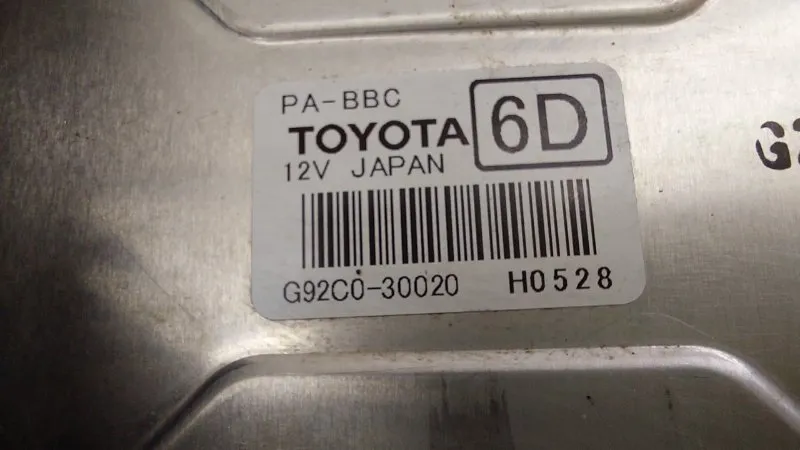 PA-BBC
TOYOTA 6D
12V JAPAN
G92C0-30020 H0528